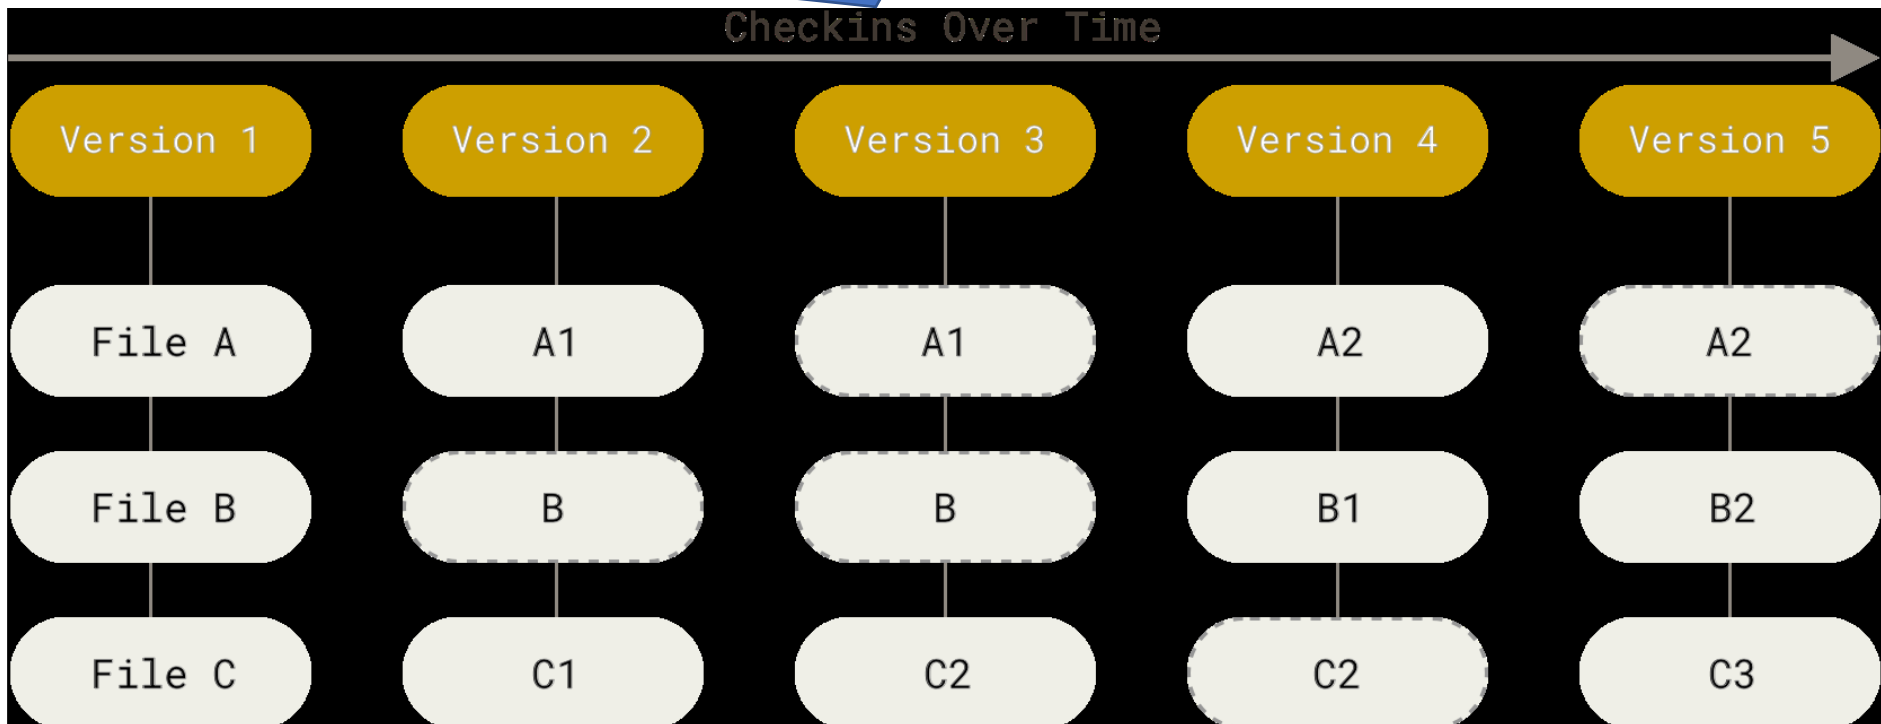 Checkins Over Time
Version 1 Version 2 Version 3 Version 4 Version 5
File A A1 A1 A2 A2
File B B B B1 B2
File C C1 C2 C2 C3